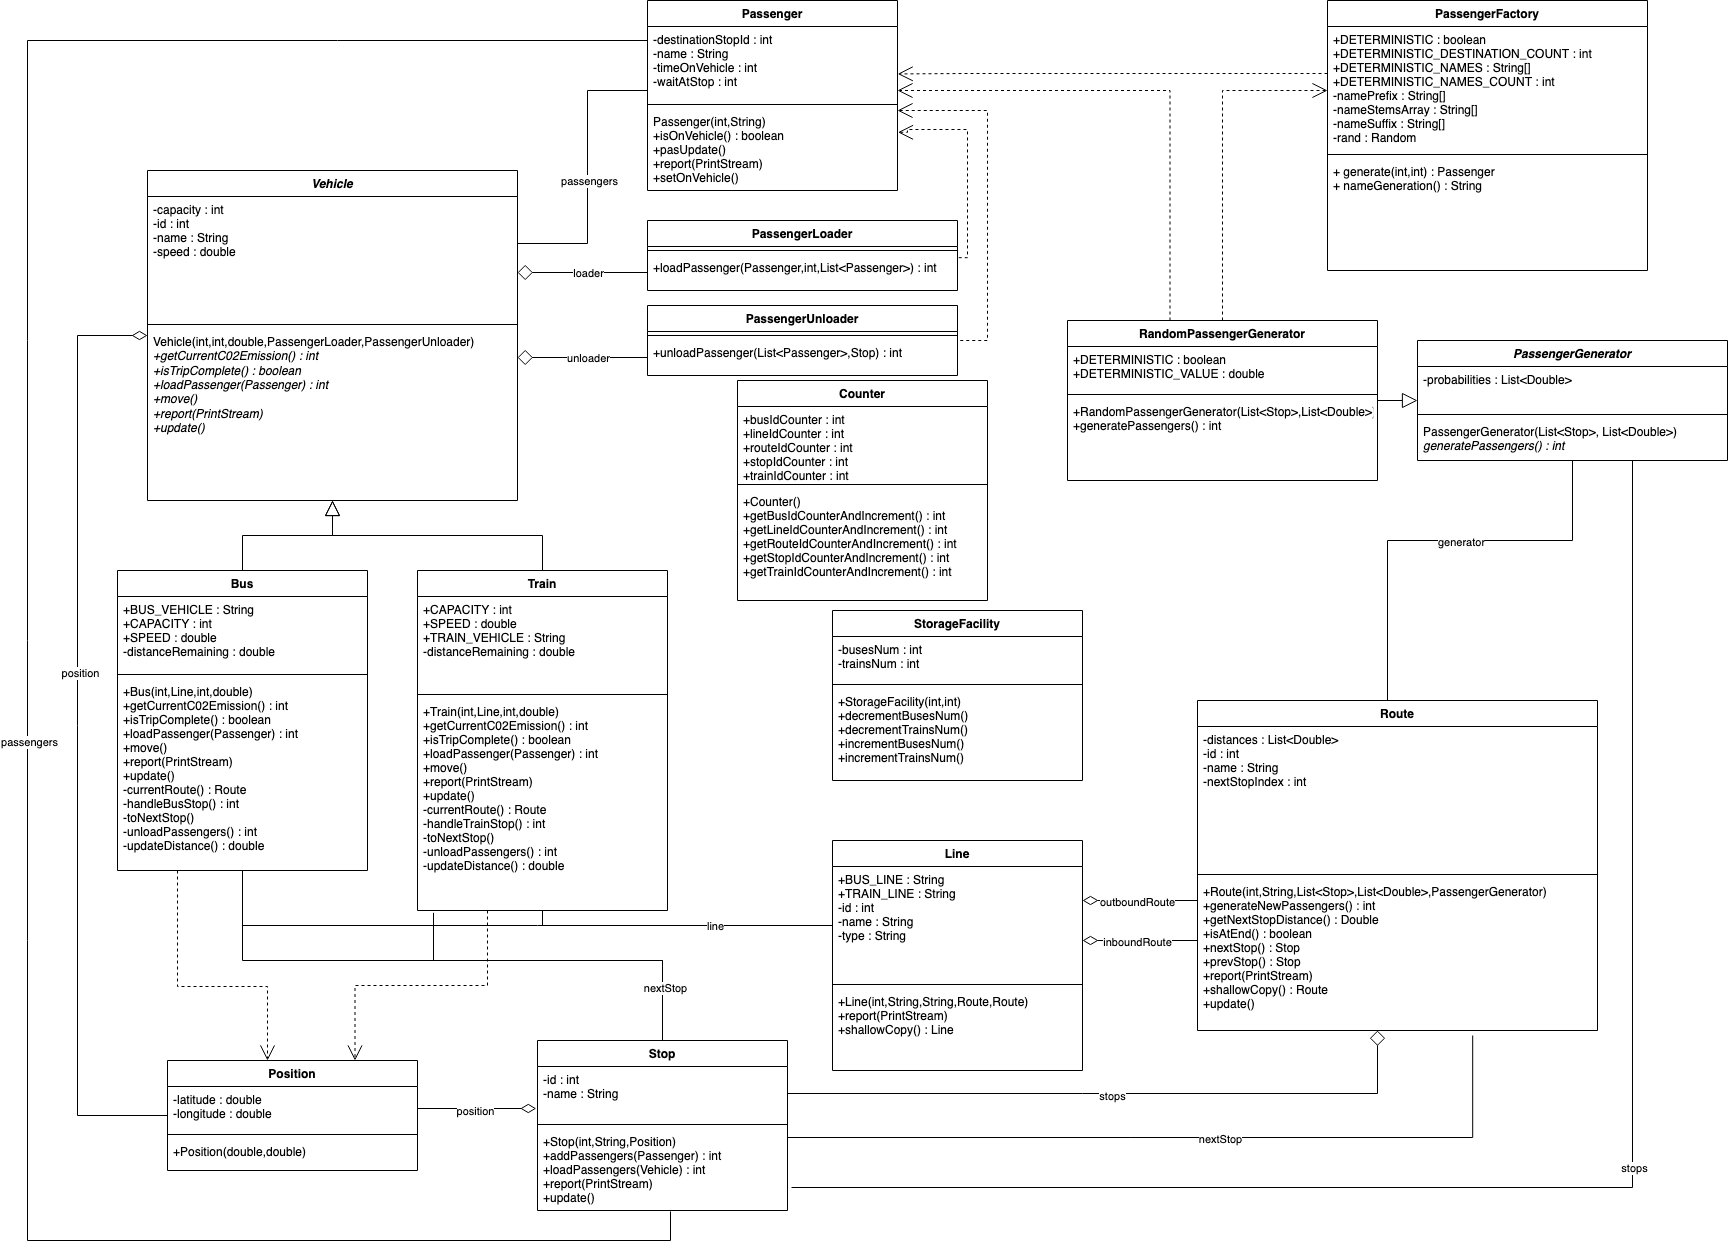 Passenger
-destinationStopId : int
-name : String
-timeOnVehicle : int
-waitAtStop : int
Passenger(int,String)
+isOnVehicle() : boolean
+pasUpdate()
+report(PrintStream)
+setOnVehicle()
PassengerFactory
+DETERMINISTIC : boolean
+DETERMINISTIC_DESTINATION_COUNT : int
+DETERMINISTIC_NAMES : String[]
+DETERMINISTIC_NAMES_COUNT : int
-namePrefix : String[]
-nameStemsArray : String[]
-nameSuffix : String[]
-rand : Random
+ generate(int,int) : Passenger
+ nameGeneration() : String
passengers
Vehicle
-capacity : int
-id : int
-name : String
-speed : double
Vehicle(int,int,double,PassengerLoader,PassengerUnloader)
+getCurrentC02Emission() : int
+isTripComplete() : boolean
+loadPassenger(Passenger) : int
+move()
+report(PrintStream)
+update()
PassengerLoader
+loadPassenger(Passenger,int,List<Passenger>) : int
loader
PassengerUnloader
+unloadPassenger(List<Passenger>,Stop) : int
unloader
RandomPassengerGenerator
+DETERMINISTIC : boolean
+DETERMINISTIC_VALUE : double
+RandomPassengerGenerator(List<Stop>,List<Double>
+generatePassengers() : int
PassengerGenerator
-probabilities : List<Double>
PassengerGenerator(List<Stop>, List<Double>)
generatePassengers() : int
Counter
+busIdCounter : int
+lineIdCounter : int
+routeIdCounter : int
+stopIdCounter : int
+trainIdCounter : int
+Counter()
+getBusIdCounterAndIncrement() : int
+getLineIdCounterAndIncrement() : int
+getRouteIdCounterAndIncrement() : int
+getStopIdCounterAndIncrement() : int
+getTrainIdCounterAndIncrement() : int
generator
Bus
+BUS_VEHICLE : String
+CAPACITY : int
+SPEED : double
-distanceRemaining : double
+Bus(int,Line,int,double)
+getCurrentC02Emission() : int
+isTripComplete() : boolean
+loadPassenger(Passenger) : int
+move()
+report(PrintStream)
+update()
-currentRoute() : Route
-handleBusStop() : int
-toNextStop()
-unloadPassengers() : int
-updateDistance() : double
Train
+CAPACITY : int
+SPEED : double
+TRAIN_VEHICLE : String
-distanceRemaining : double
+Train(int,Line,int,double)
+getCurrentC02Emission() : int
+isTripComplete() : boolean
+loadPassenger(Passenger) : int
+move()
+report(PrintStream)
+update()
-currentRoute() : Route
-handleTrainStop() : int
-toNextStop()
-unloadPassengers() : int
-updateDistance() : double
StorageFacility
-busesNum : int
-trainsNum : int
+StorageFacility(int,int)
+decrementBusesNum()
+decrementTrainsNum()
+incrementBusesNum()
+incrementTrainsNum()
position
passengers
Route
-distances : List<Double>
-id : int
-name : String
-nextStopIndex : int
+Route(int,String,List<Stop>,List<Double>,PassengerGenerator)
+generateNewPassengers() : int
+getNextStopDistance() : Double
+isAtEnd() : boolean
+nextStop() : Stop
+prevStop() : Stop
+report(PrintStream)
+shallowCopy() : Route
+update()
Line
+BUS_LINE : String
+TRAIN_LINE : String
-id : int
-name : String
-type : String
+Line(int,String,String,Route,Route)
+report(PrintStream)
+shallowCopy() : Line
outboundRoute
inboundRoute
line
nextStop
Position
-latitude : double
-longitude : double
+Position(double,double)
position
Stop
-id : int
-name : String
+Stop(int,String,Position)
+addPassengers(Passenger) : int
+loadPassengers(Vehicle) : int
+report(PrintStream)
+update()
stops
nextStop
stops